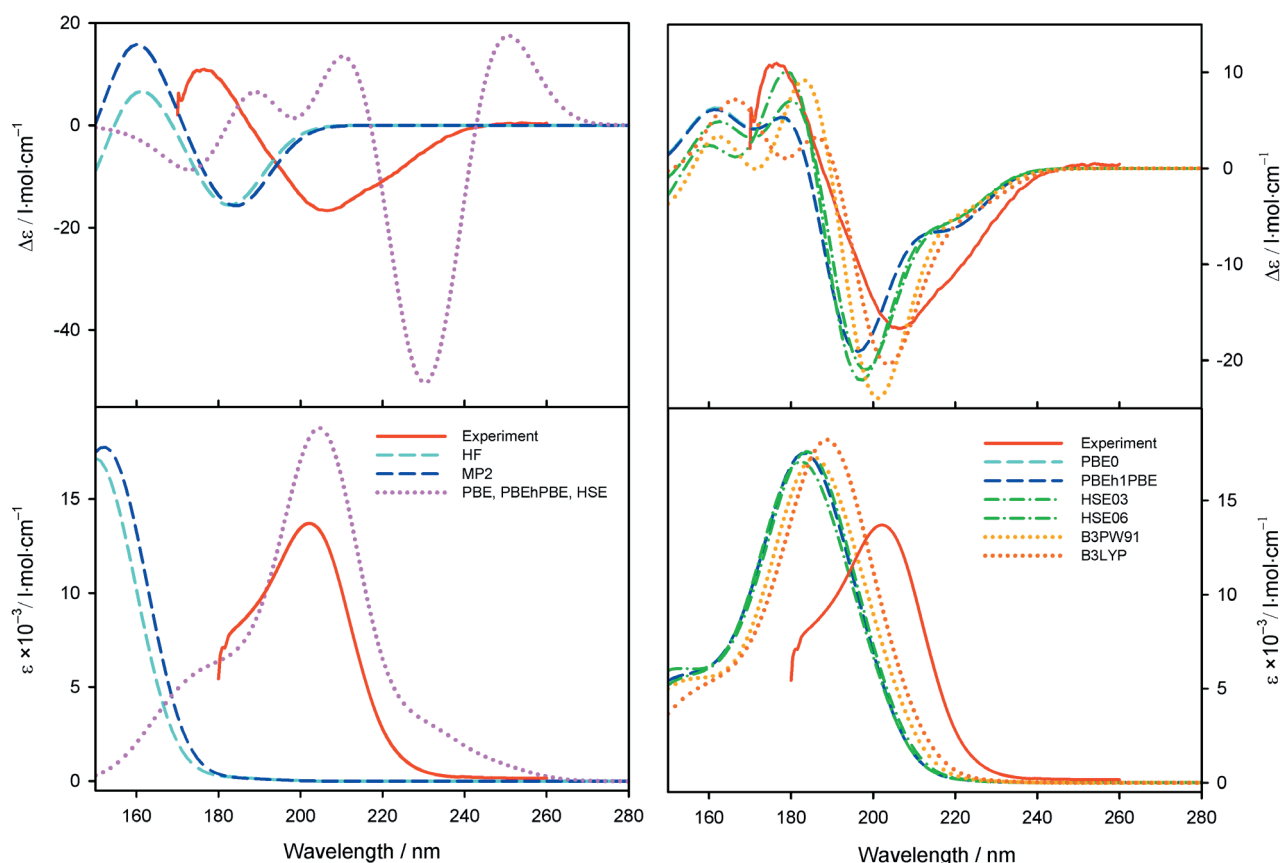 20
0
-20
-40
Δε / l·mol·cm⁻¹
10
0
-10
-20
Δε / l·mol·cm⁻¹
15
10
5
0
ε ×10⁻³/ l·mol·cm⁻¹
Experiment
HF
MP2
PBE, PBEhPBE, HSE
160 180 200 220 240 260 280
Wavelength / nm
Experiment
PBE0
PBEh1PBE
HSE03
HSE06
B3PW91
B3LYP
15
10
5
0
ε ×10⁻³/ l·mol·cm⁻¹
160 180 200 220 240 260 280
Wavelength / nm